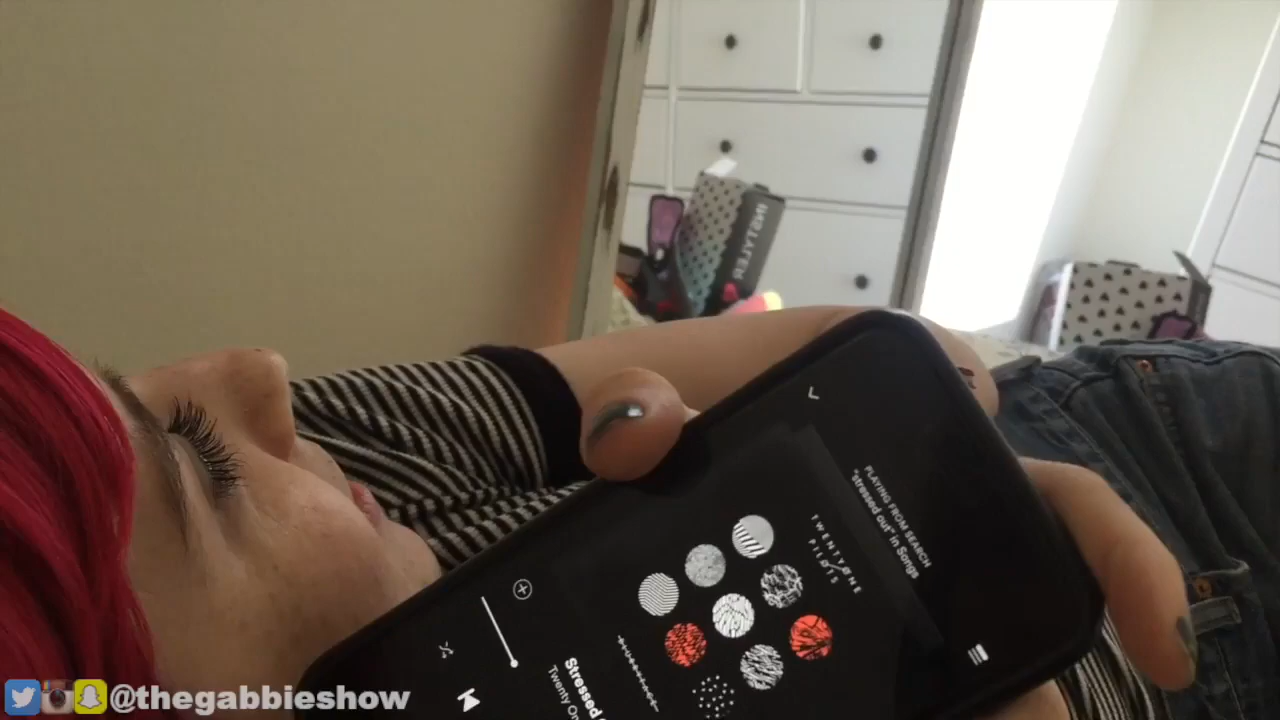 PLAYING FROM SEARCH
"stressed out" in Songs
TWENTY ØNE
PILØTS
Stressed
Twenty On
@thegabbieshow